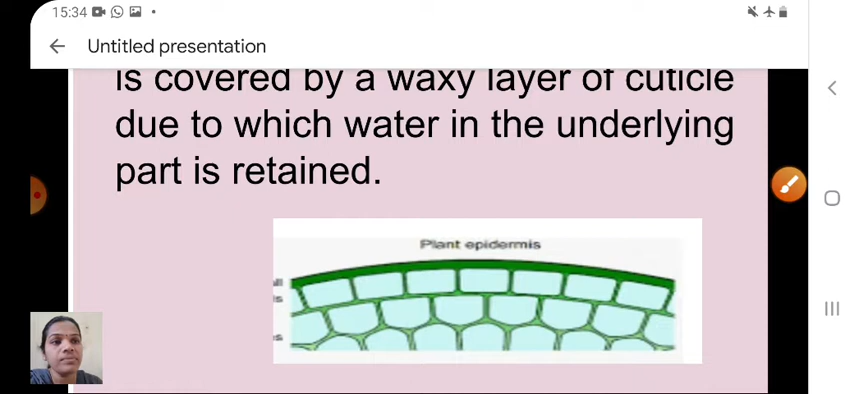 15:34
Untitled presentation
is covered by a waxy layer of cuticle
due to which water in the underlying
part is retained.
Plant epidermis